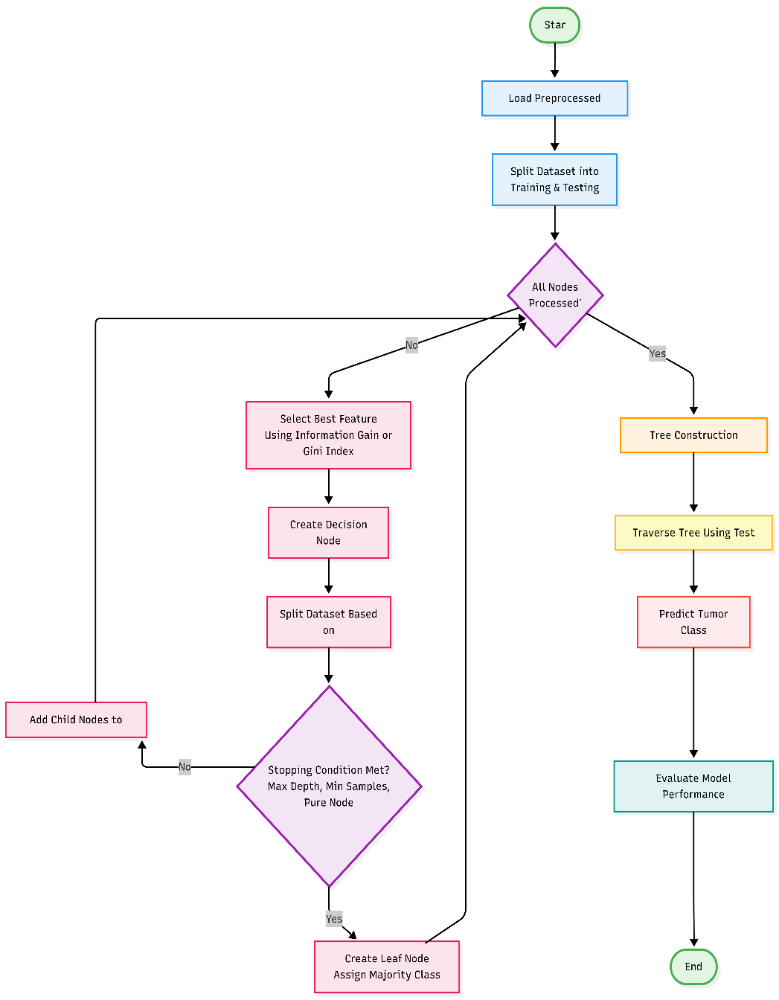 Star
Load Preprocessed
Split Dataset into
Training & Testing
All Nodes
Processed
No
Yes
Select Best Feature
Using Information Gain or
Gini Index
Tree Construction
Create Decision
Node
Traverse Tree Using Test
Split Dataset Based
on
Predict Tumor
Class
Add Child Nodes to
No
Stopping Condition Met?
Max Depth, Min Samples,
Pure Node
Evaluate Model
Performance
Yes
Create Leaf Node
Assign Majority Class
End